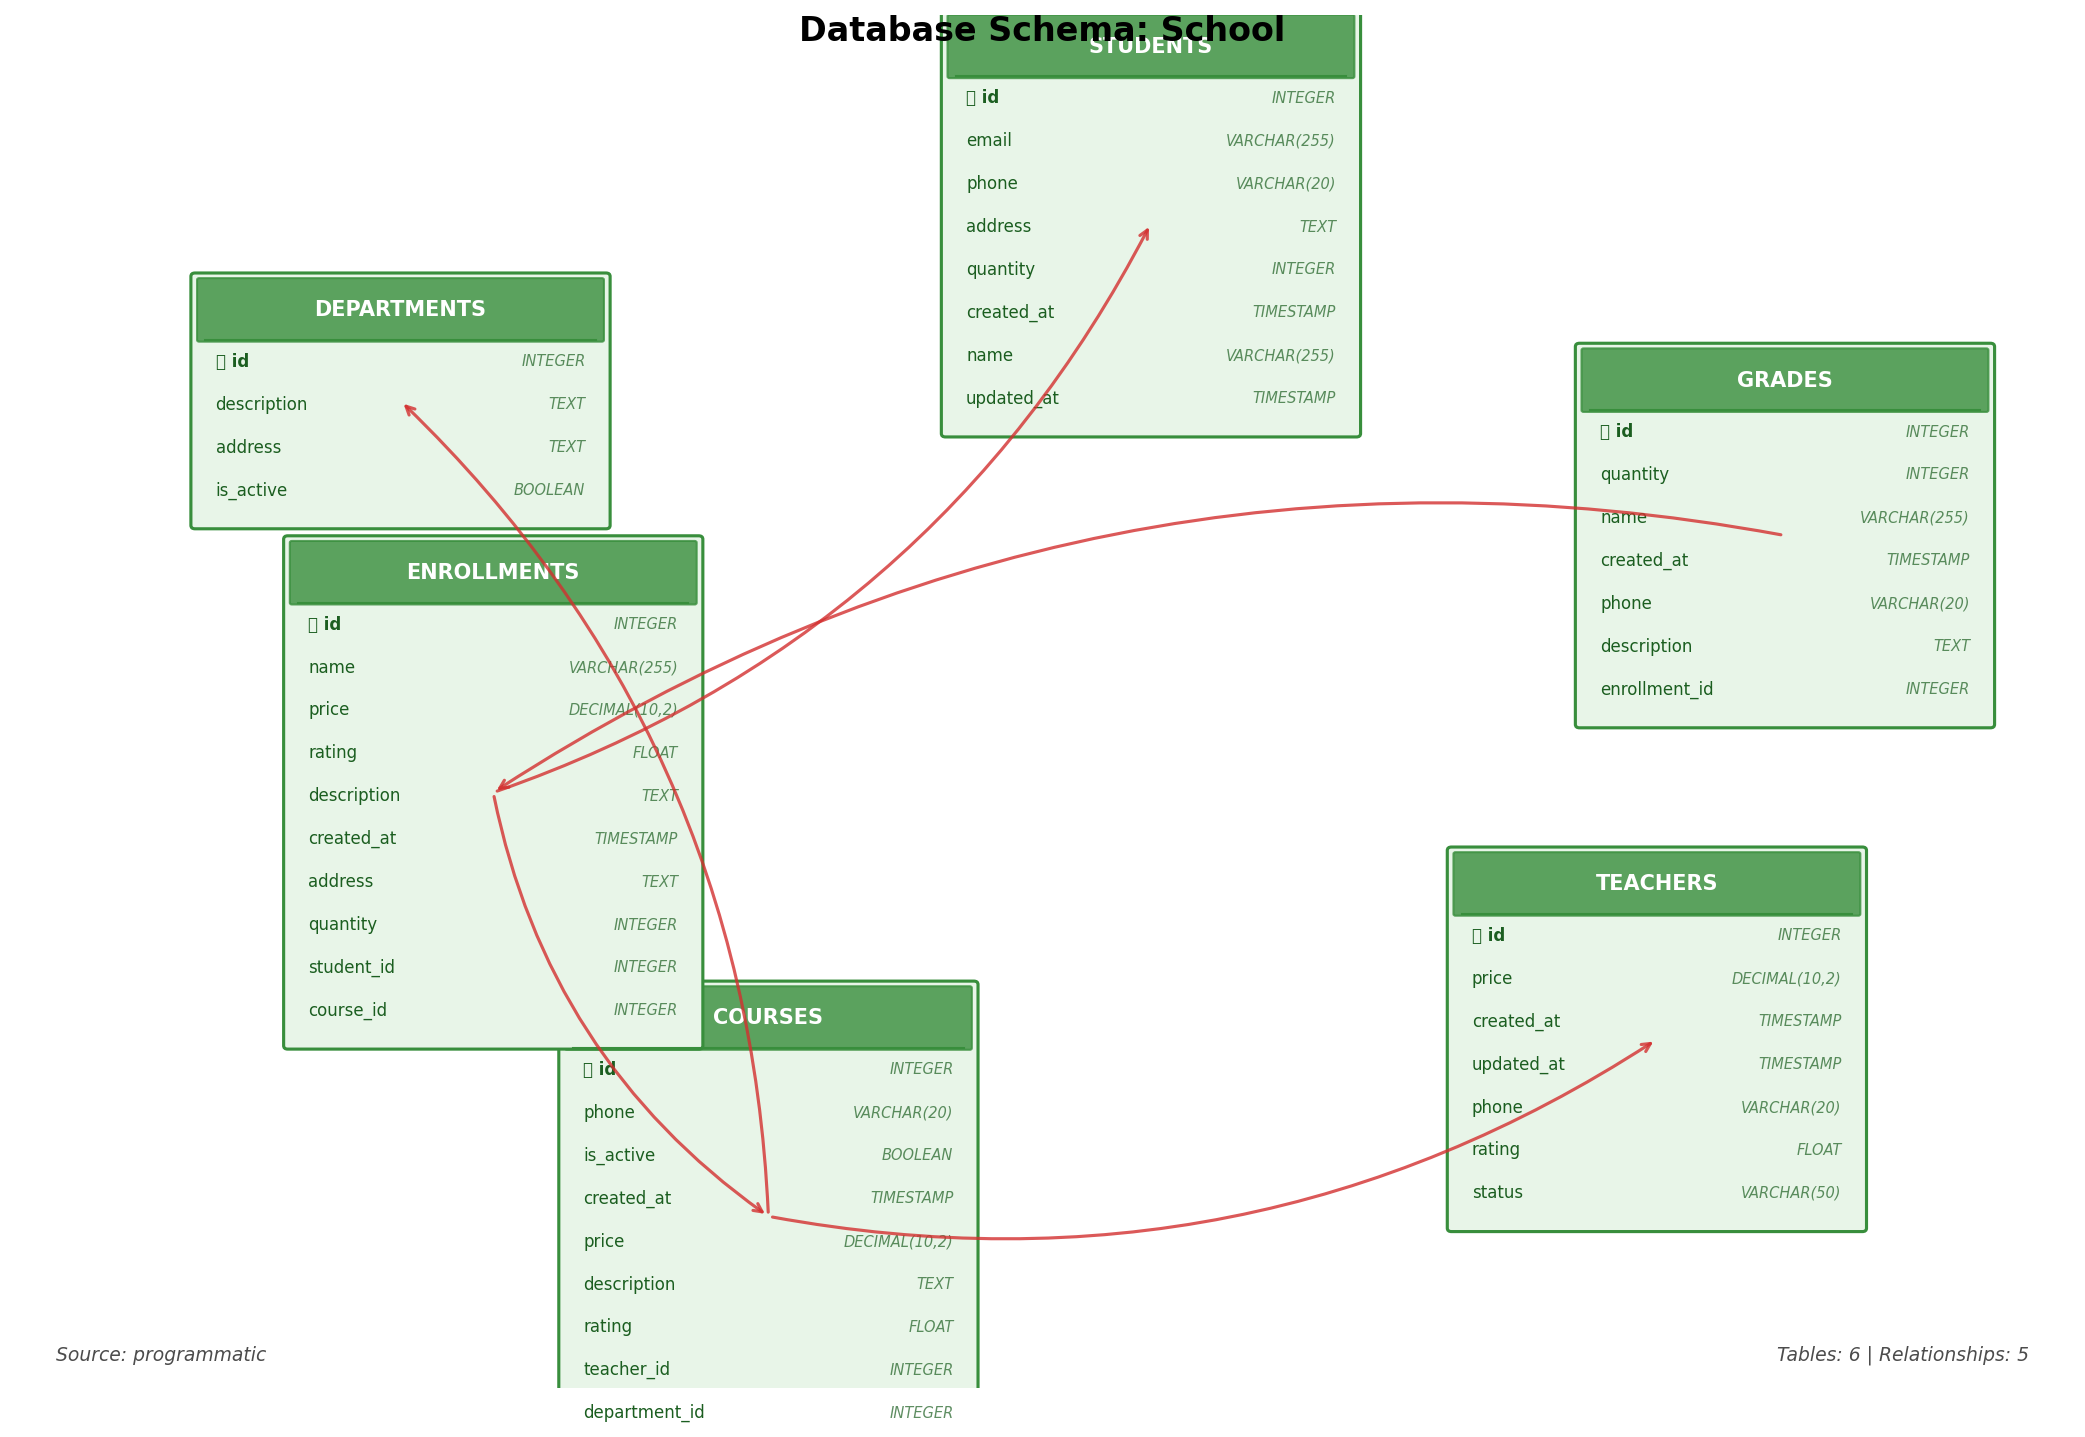 Database Schema: School
STUDENTS
id INTEGER
email VARCHAR(255)
phone VARCHAR(20)
address TEXT
quantity INTEGER
created_at TIMESTAMP
name VARCHAR(255)
updated_at TIMESTAMP
DEPARTMENTS
id INTEGER
description TEXT
address TEXT
is_active BOOLEAN
GRADES
id INTEGER
quantity INTEGER
name VARCHAR(255)
created_at TIMESTAMP
phone VARCHAR(20)
description TEXT
enrollment_id INTEGER
ENROLLMENTS
id INTEGER
name VARCHAR(255)
price DECIMAL(10,2)
rating FLOAT
description TEXT
created_at TIMESTAMP
address TEXT
quantity INTEGER
student_id INTEGER
course_id INTEGER
TEACHERS
id INTEGER
price DECIMAL(10,2)
created_at TIMESTAMP
updated_at TIMESTAMP
phone VARCHAR(20)
rating FLOAT
status VARCHAR(50)
COURSES
id INTEGER
phone VARCHAR(20)
is_active BOOLEAN
created_at TIMESTAMP
price DECIMAL(10,2)
description TEXT
rating FLOAT
teacher_id INTEGER
department_id INTEGER
Source: programmatic
Tables: 6 | Relationships: 5